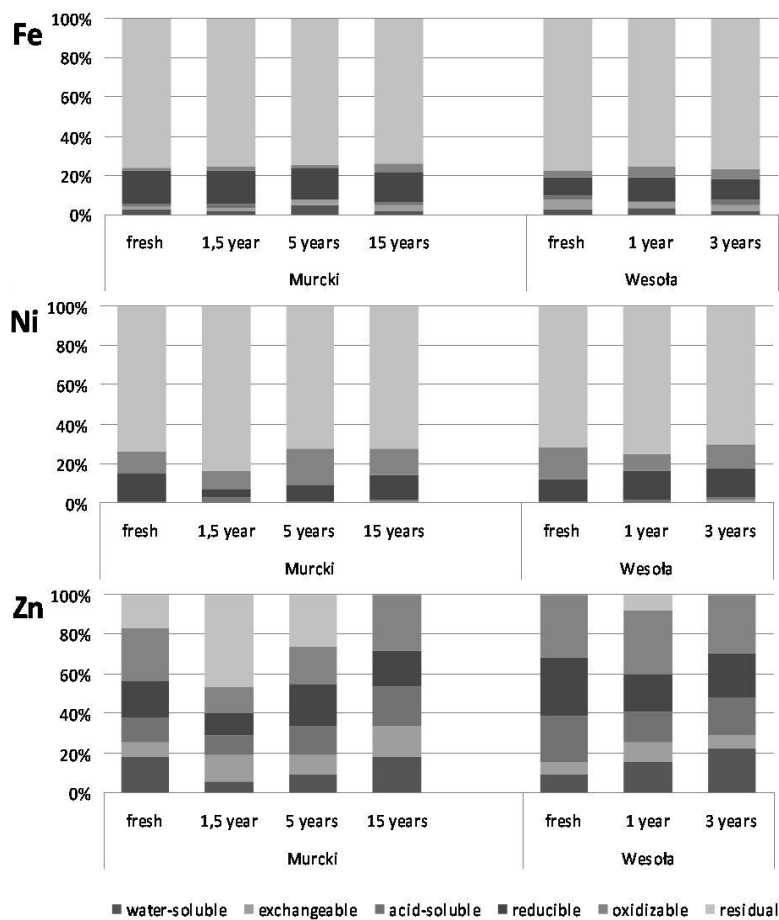 Fe
100%
80%
60%
40%
20%
0%
fresh 1,5 year 5 years 15 years fresh 1 year 3 years
Murcki Wesoła
Ni
100%
80%
60%
40%
20%
0%
fresh 1,5 year 5 years 15 years fresh 1 year 3 years
Murcki Wesoła
Zn
100%
80%
60%
40%
20%
0%
fresh 1,5 year 5 years 15 years fresh 1 year 3 years
Murcki Wesoła
water-soluble exchangeable acid-soluble reducible oxidizable residual